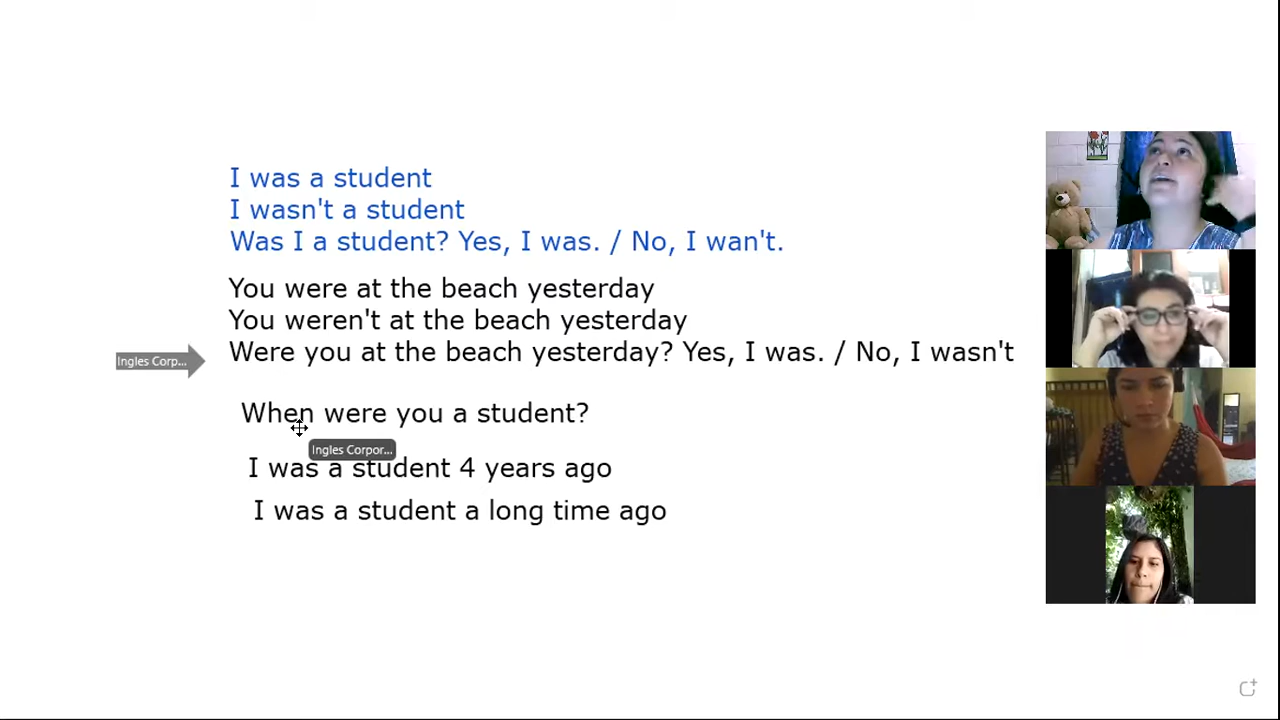 I was a student
I wasn't a student
Was I a student? Yes, I was. / No, I wan't.
You were at the beach yesterday
You weren't at the beach yesterday
Ingles Corp...
Were you at the beach yesterday? Yes, I was. / No, I wasn't
When were you a student?
Ingles Corpor...
I was a student 4 years ago
I was a student a long time ago